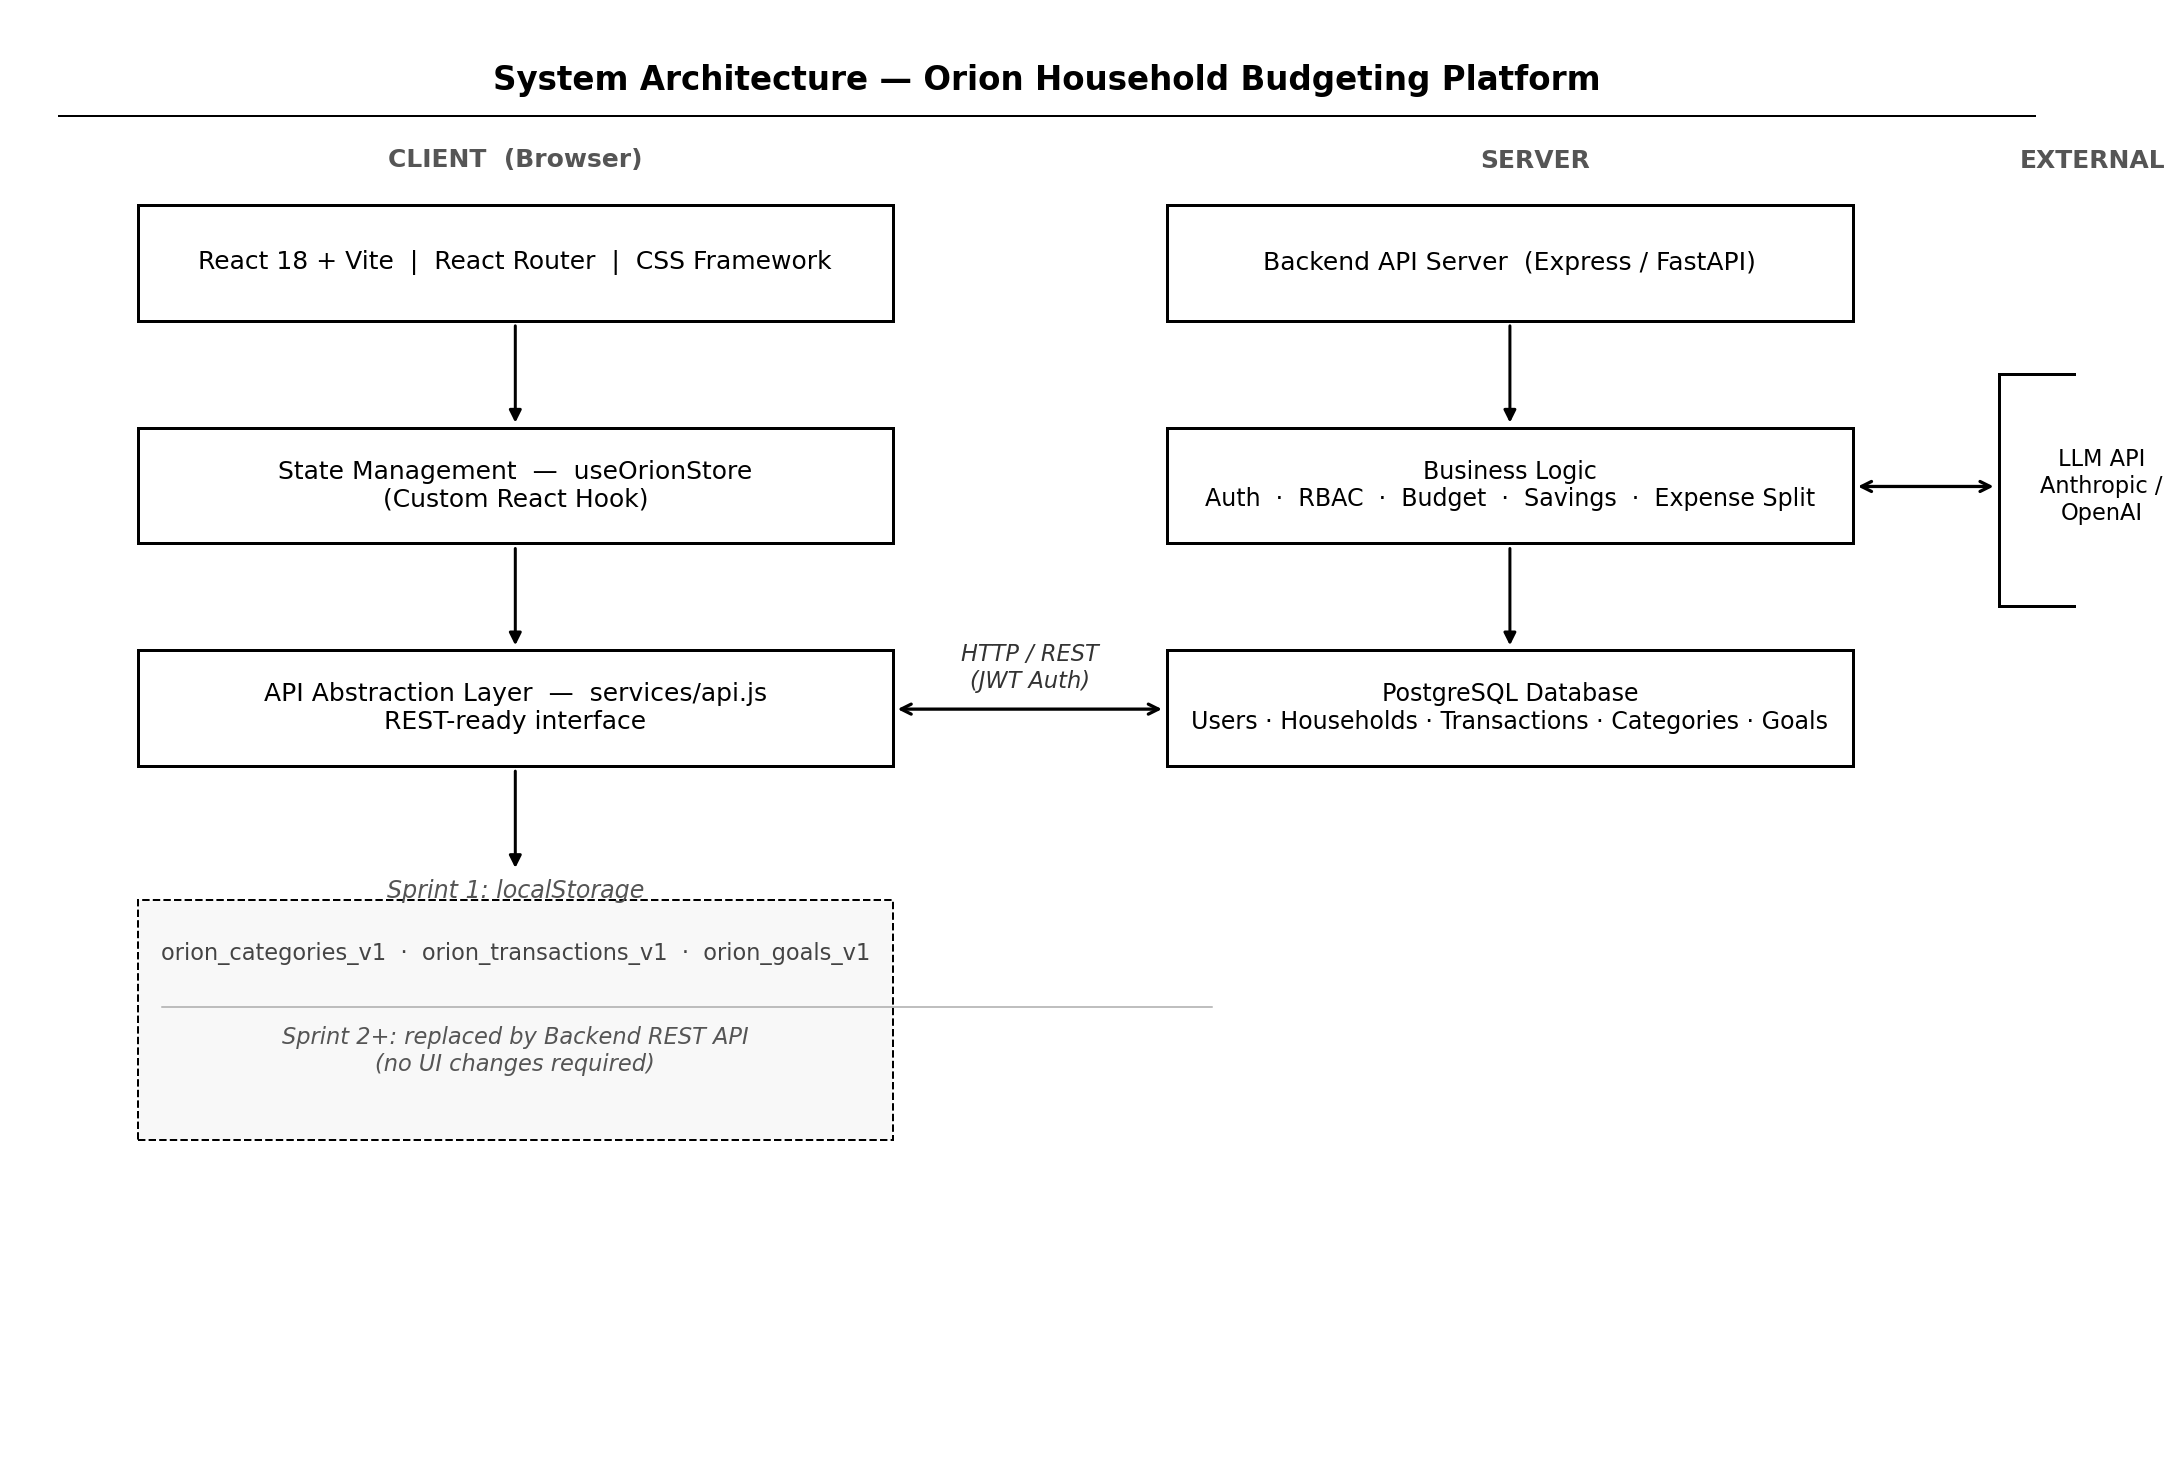 System Architecture — Orion Household Budgeting Platform
CLIENT  (Browser)
SERVER
EXTERNAL
React 18 + Vite  |  React Router  |  CSS Framework
Backend API Server  (Express / FastAPI)
State Management  —  useOrionStore
(Custom React Hook)
Business Logic
Auth  ·  RBAC  ·  Budget  ·  Savings  ·  Expense Split
LLM API
Anthropic /
OpenAI
API Abstraction Layer  —  services/api.js
REST-ready interface
HTTP / REST
(JWT Auth)
PostgreSQL Database
Users · Households · Transactions · Categories · Goals
Sprint 1: localStorage
orion_categories_v1  ·  orion_transactions_v1  ·  orion_goals_v1
Sprint 2+: replaced by Backend REST API
(no UI changes required)